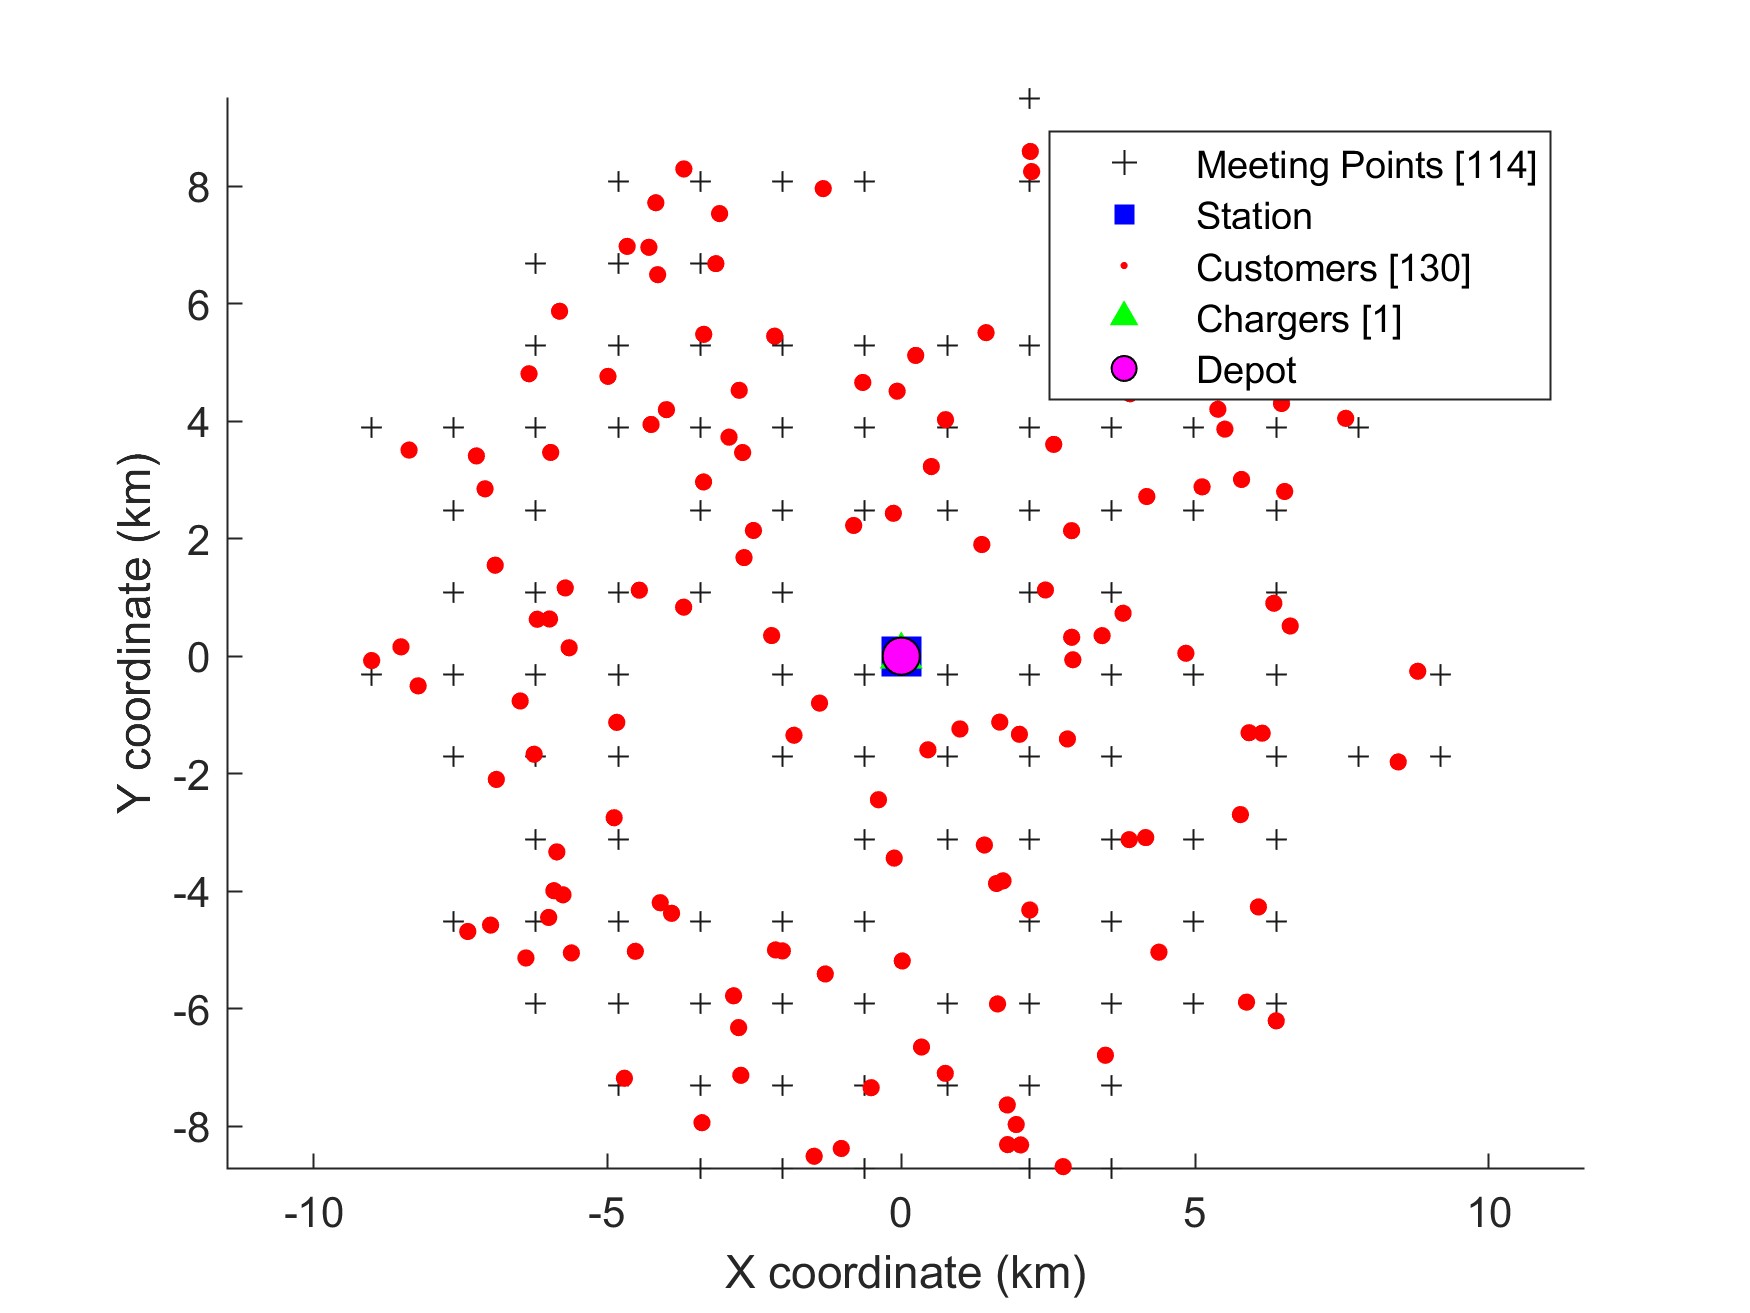 Meeting Points [114]
Station
Customers [130]
Chargers [1]
Depot
8
6
4
2
0
-2
-4
-6
-8
Y coordinate (km)
-10
-5
0
5
10
X coordinate (km)